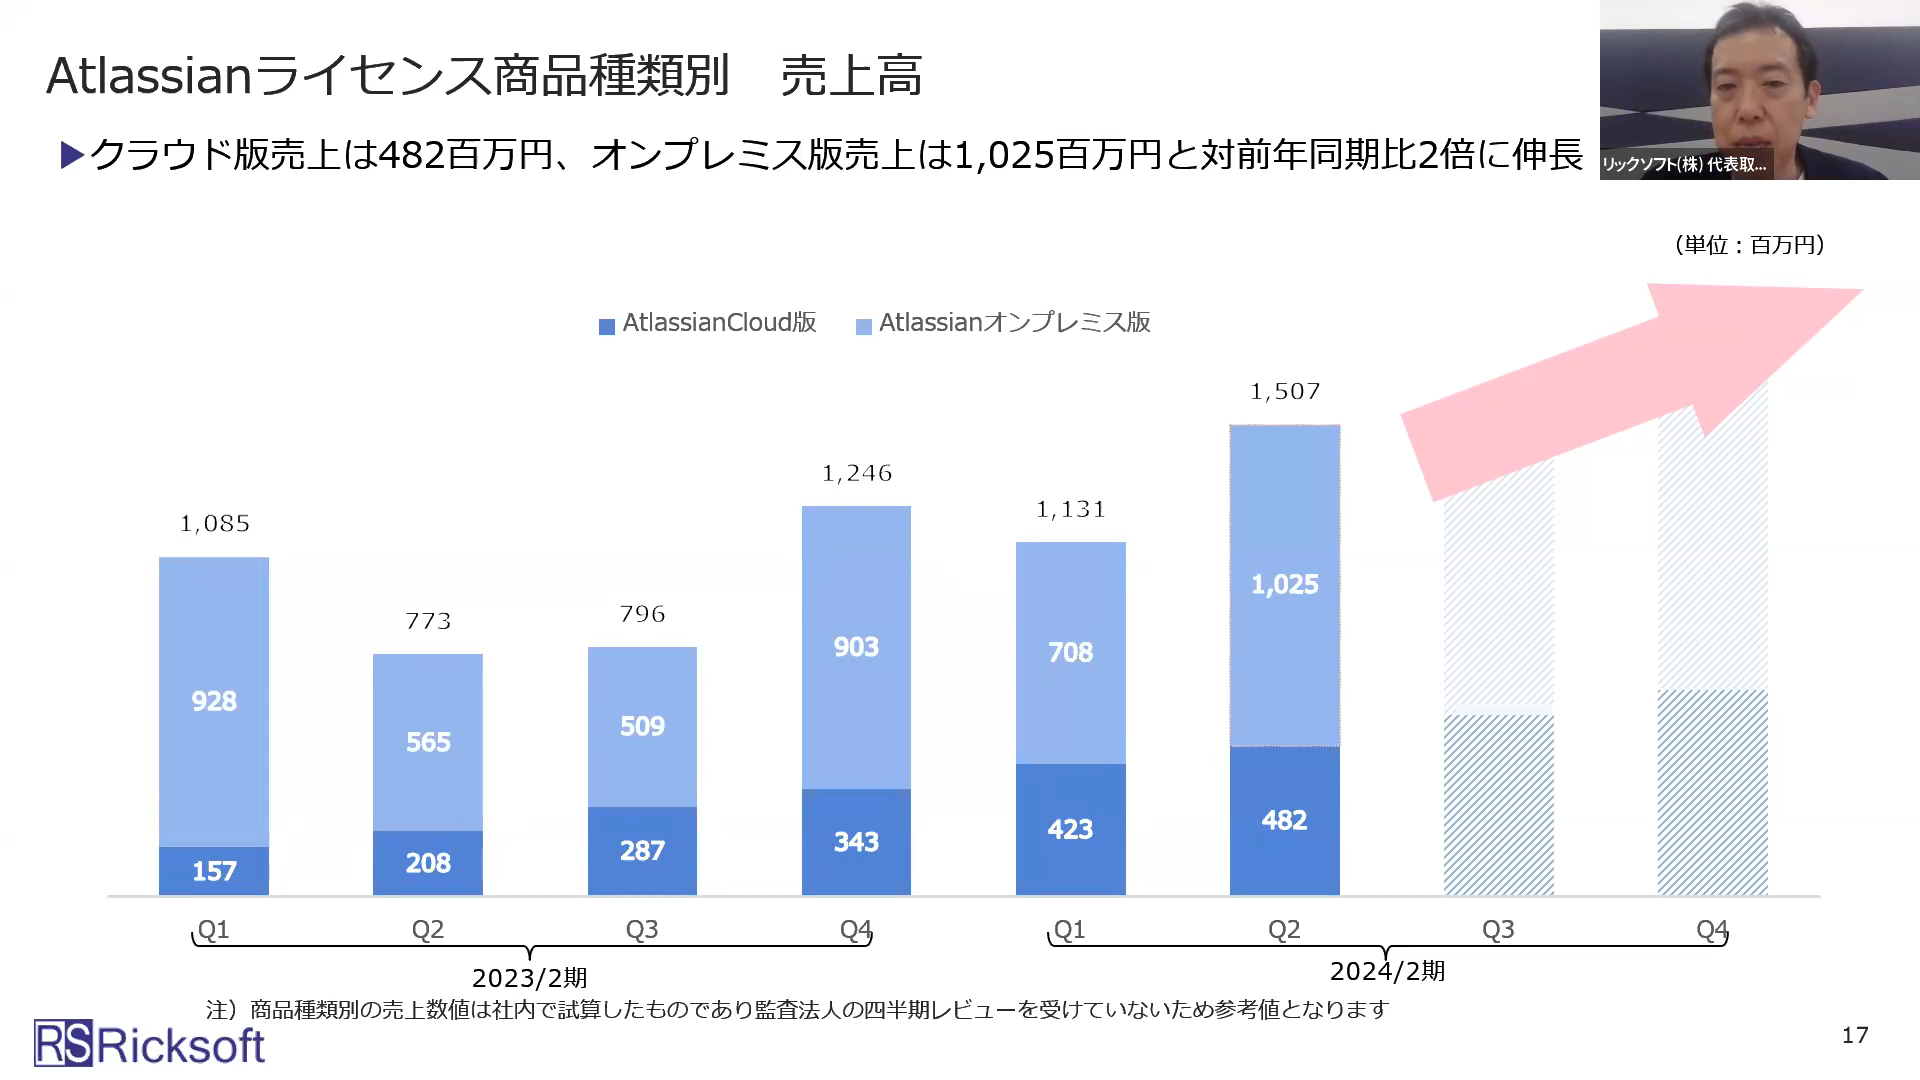 Atlassianライセンス商品種類別　売上高
▶クラウド版売上は482百万円、オンプレミス版売上は1,025百万円と対前年同期比2倍に伸長
リックソフト(株) 代表取...
（単位：百万円）
AtlassianCloud版 Atlassianオンプレミス版
1,085 773 796 1,246 1,131 1,507
928 565 509 903 708 1,025
157 208 287 343 423 482
Q1 Q2 Q3 Q4 Q1 Q2 Q3 Q4
2023/2期 2024/2期
注）商品種類別の売上数値は社内で試算したものであり監査法人の四半期レビューを受けていないため参考値となります
RS Ricksoft
17